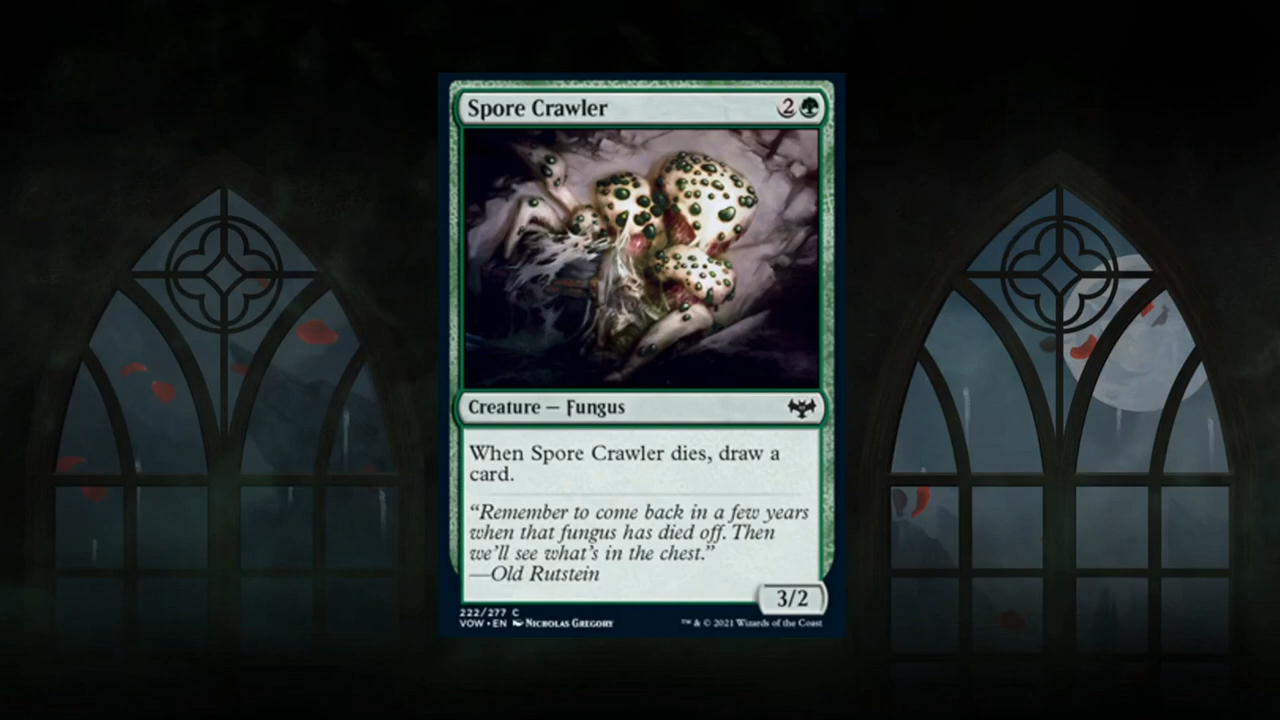 Spore Crawler 2
Creature — Fungus
When Spore Crawler dies, draw a
card.
“Remember to come back in a few years
when that fungus has died off. Then
we’ll see what’s in the chest.”
—Old Rutstein
3/2
222/277 C
VOW • EN Nicholas Gregory
™ & © 2021 Wizards of the Coast